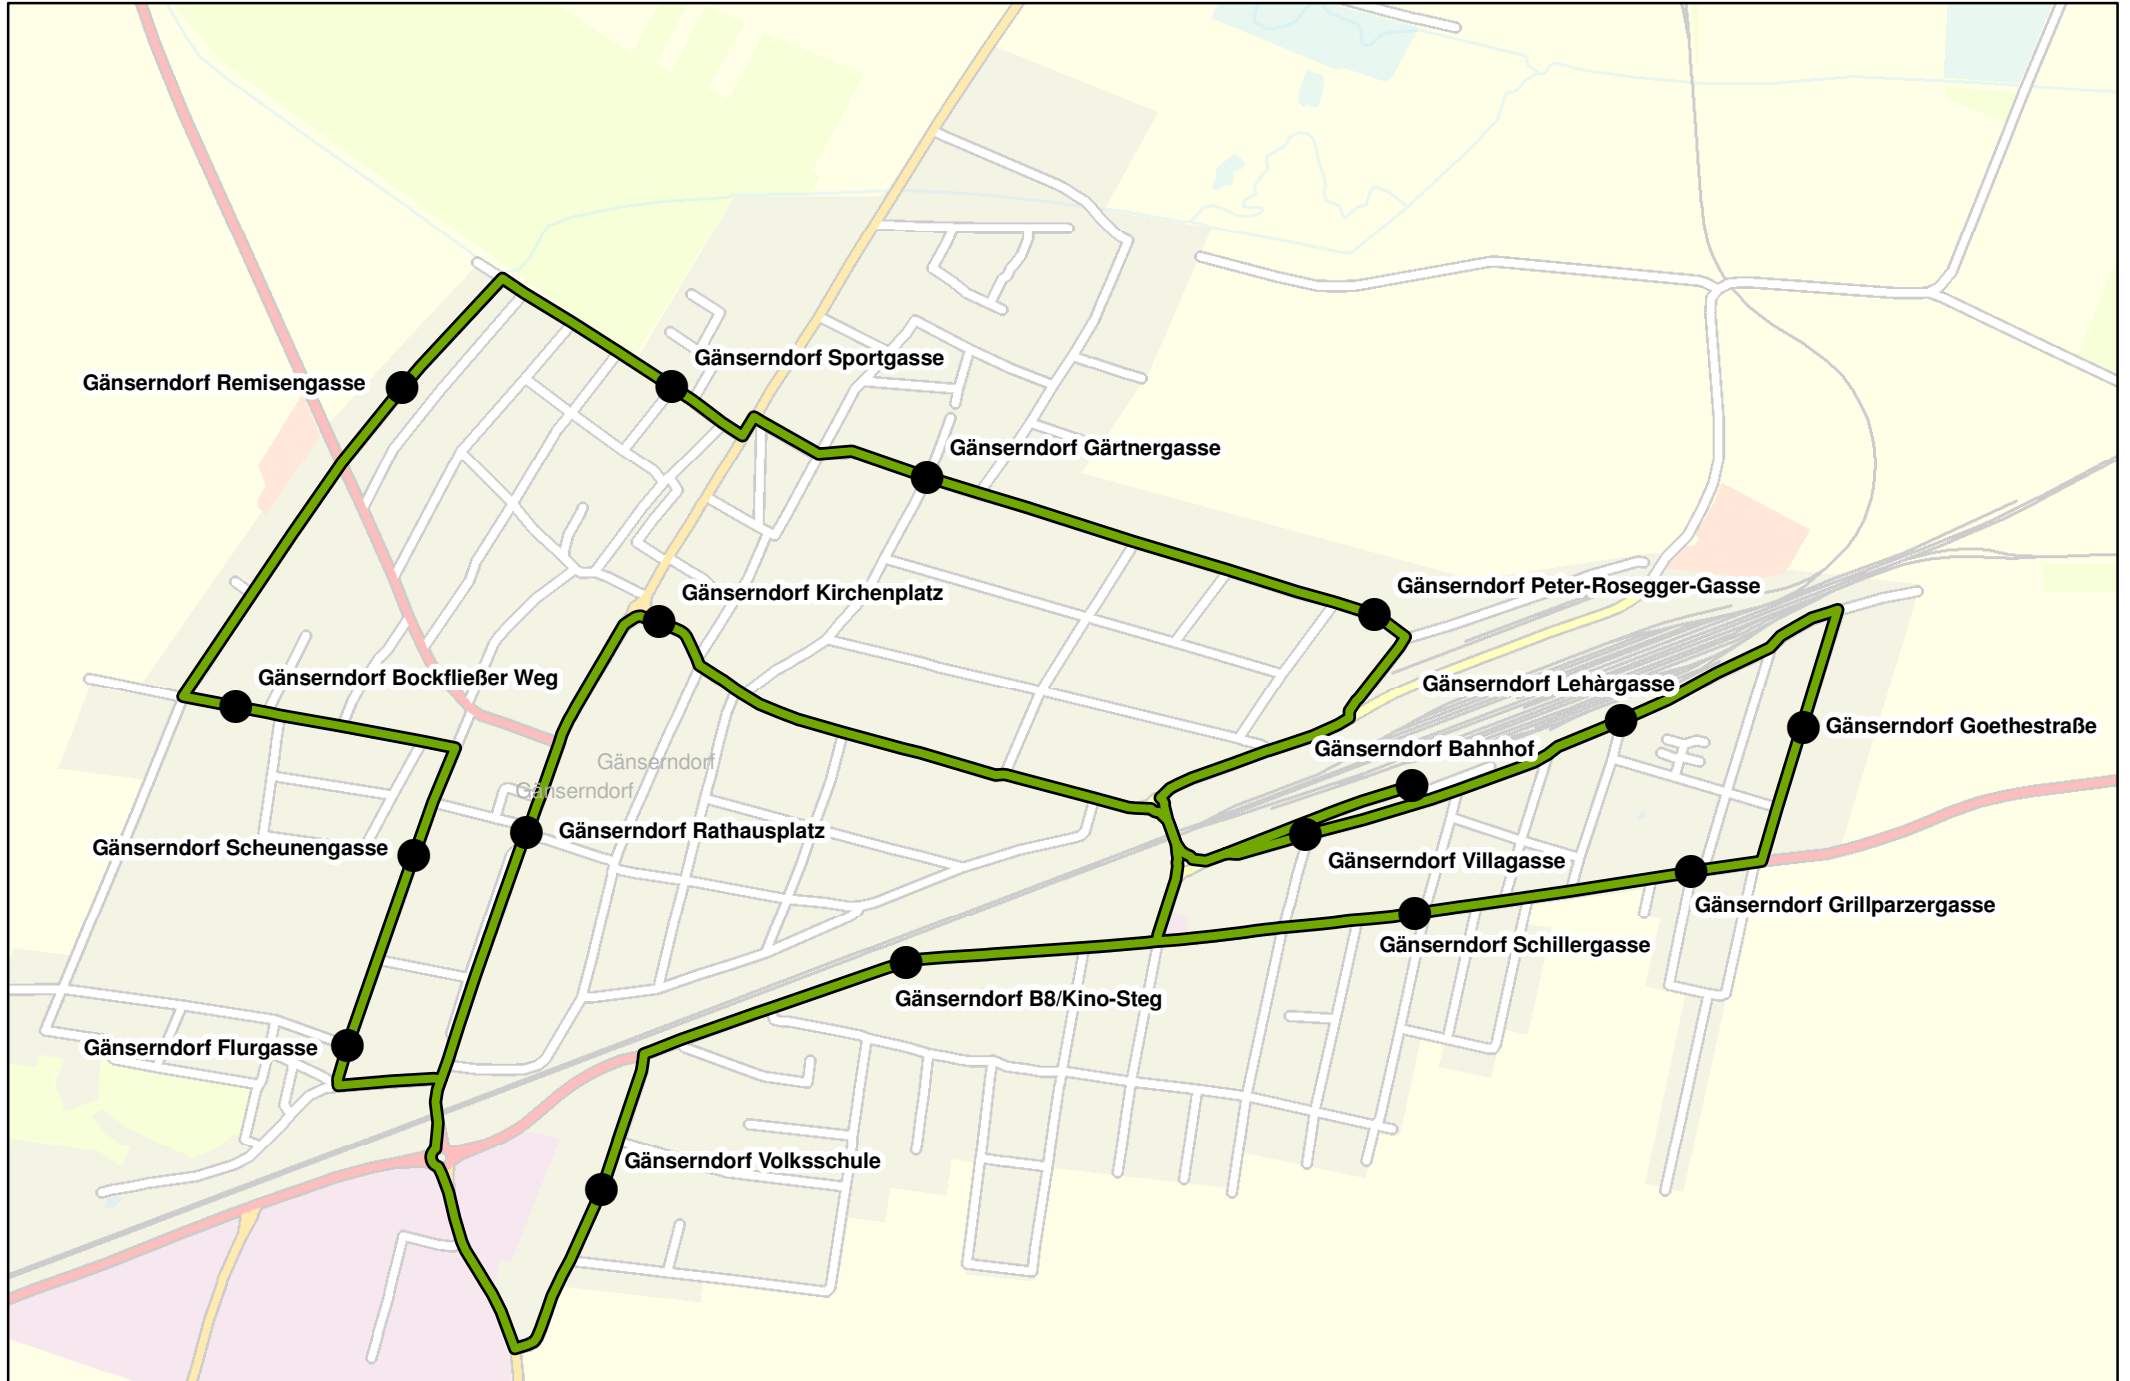 Gänserndorf Sportgasse
Gänserndorf Remisengasse
Gänserndorf Gärtnergasse
Gänserndorf Peter-Rosegger-Gasse
Gänserndorf Kirchenplatz
Gänserndorf Bockfließer Weg
Gänserndorf Lehàrgasse
Gänserndorf Goethestraße
Gänserndorf Bahnhof
Gänserndorf
Gänserndorf
Gänserndorf Rathausplatz
Gänserndorf Scheunengasse
Gänserndorf Villagasse
Gänserndorf Grillparzergasse
Gänserndorf Schillergasse
Gänserndorf B8/Kino-Steg
Gänserndorf Flurgasse
Gänserndorf Volksschule